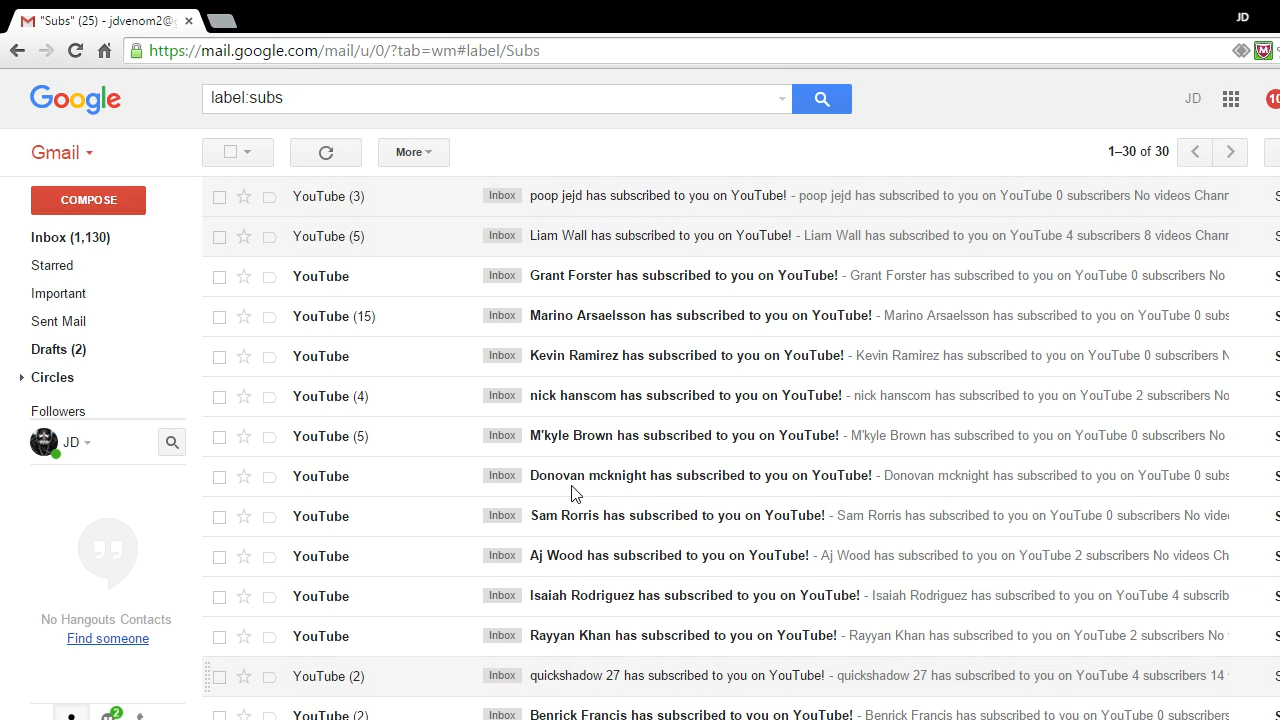 "Subs" (25) - jdvenom2@g
JD
https://mail.google.com/mail/u/0/?tab=wm#label/Subs
Google
label:subs
JD
10
Gmail
More
1–30 of 30
COMPOSE
Inbox (1,130)
Starred
Important
Sent Mail
Drafts (2)
Circles
Followers
JD
No Hangouts Contacts
Find someone
2
YouTube (3) Inbox poop jejd has subscribed to you on YouTube! - poop jejd has subscribed to you on YouTube 0 subscribers No videos Chann
YouTube (5) Inbox Liam Wall has subscribed to you on YouTube! - Liam Wall has subscribed to you on YouTube 4 subscribers 8 videos Chann
YouTube Inbox Grant Forster has subscribed to you on YouTube! - Grant Forster has subscribed to you on YouTube 0 subscribers No
YouTube (15) Inbox Marino Arsaelsson has subscribed to you on YouTube! - Marino Arsaelsson has subscribed to you on YouTube 0 subs
YouTube Inbox Kevin Ramirez has subscribed to you on YouTube! - Kevin Ramirez has subscribed to you on YouTube 0 subscribers N
YouTube (4) Inbox nick hanscom has subscribed to you on YouTube! - nick hanscom has subscribed to you on YouTube 2 subscribers No
YouTube (5) Inbox M'kyle Brown has subscribed to you on YouTube! - M'kyle Brown has subscribed to you on YouTube 0 subscribers No
YouTube Inbox Donovan mcknight has subscribed to you on YouTube! - Donovan mcknight has subscribed to you on YouTube 0 subs
YouTube Inbox Sam Rorris has subscribed to you on YouTube! - Sam Rorris has subscribed to you on YouTube 0 subscribers No vide
YouTube Inbox Aj Wood has subscribed to you on YouTube! - Aj Wood has subscribed to you on YouTube 2 subscribers No videos Ch
YouTube Inbox Isaiah Rodriguez has subscribed to you on YouTube! - Isaiah Rodriguez has subscribed to you on YouTube 4 subscrib
YouTube Inbox Rayyan Khan has subscribed to you on YouTube! - Rayyan Khan has subscribed to you on YouTube 2 subscribers No
YouTube (2) Inbox quickshadow 27 has subscribed to you on YouTube! - quickshadow 27 has subscribed to you on YouTube 4 subscribers 14
YouTube (2) Inbox Benrick Francis has subscribed to you on YouTube! - Benrick Francis has subscribed to you on YouTube 0 subscribers